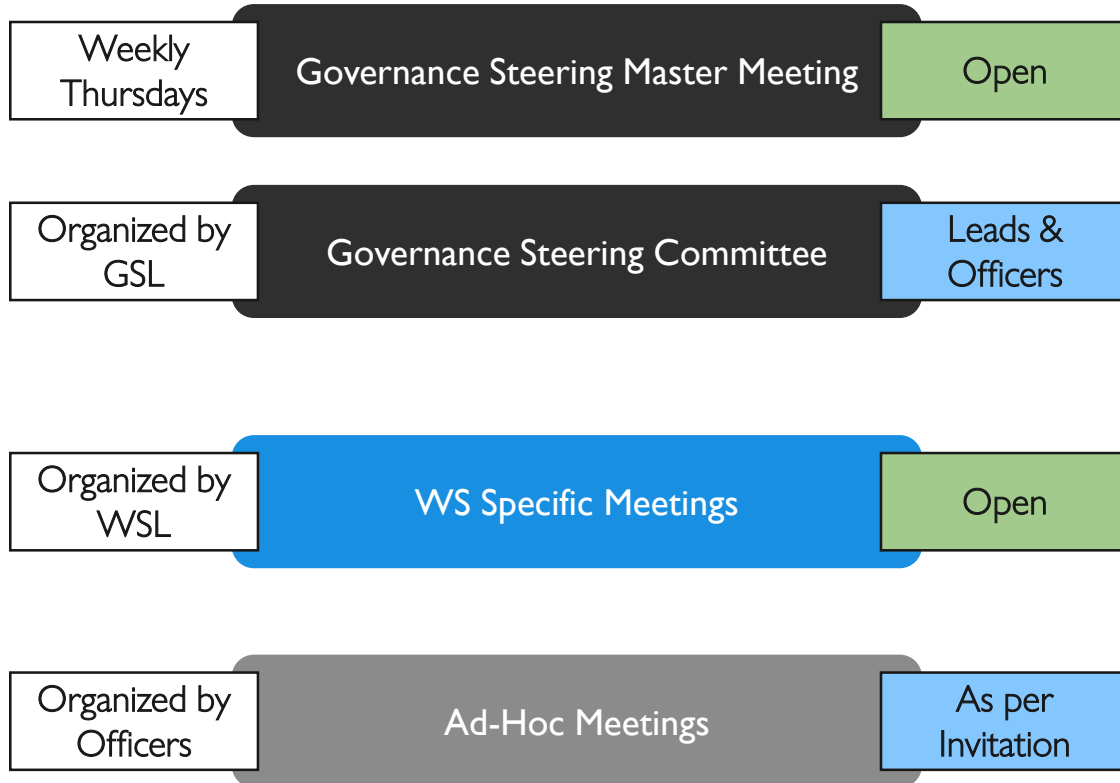 Weekly
Thursdays
Governance Steering Master Meeting
Open
Organized by
GSL
Governance Steering Committee
Leads &
Officers
Organized by
WSL
WS Specific Meetings
Open
Organized by
Officers
Ad-Hoc Meetings
As per
Invitation